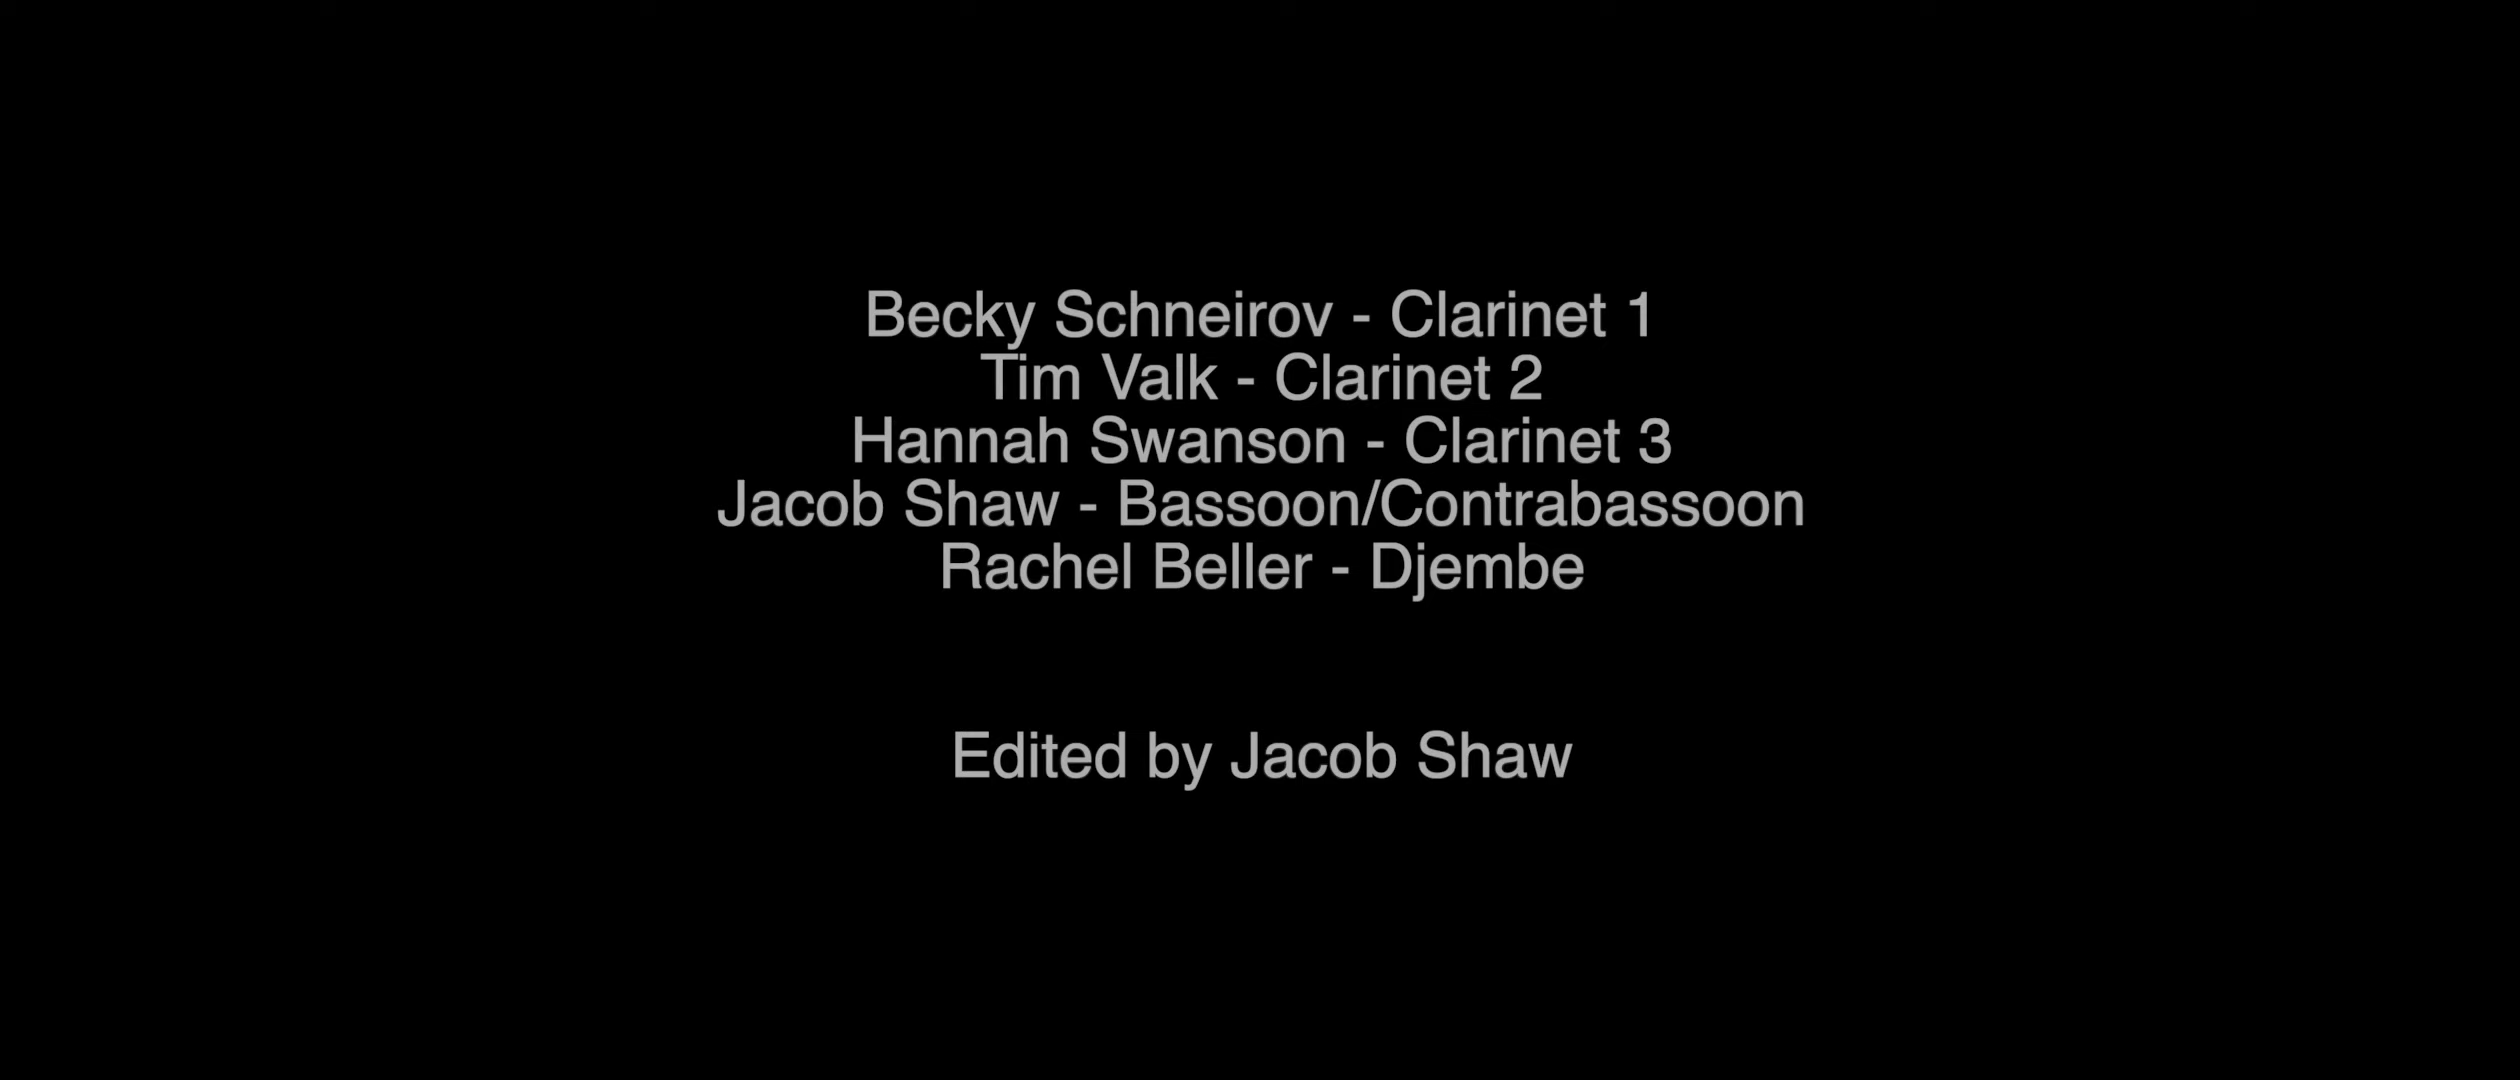 Becky Schneirov - Clarinet 1
Tim Valk - Clarinet 2
Hannah Swanson - Clarinet 3
Jacob Shaw - Bassoon/Contrabassoon
Rachel Beller - Djembe
Edited by Jacob Shaw